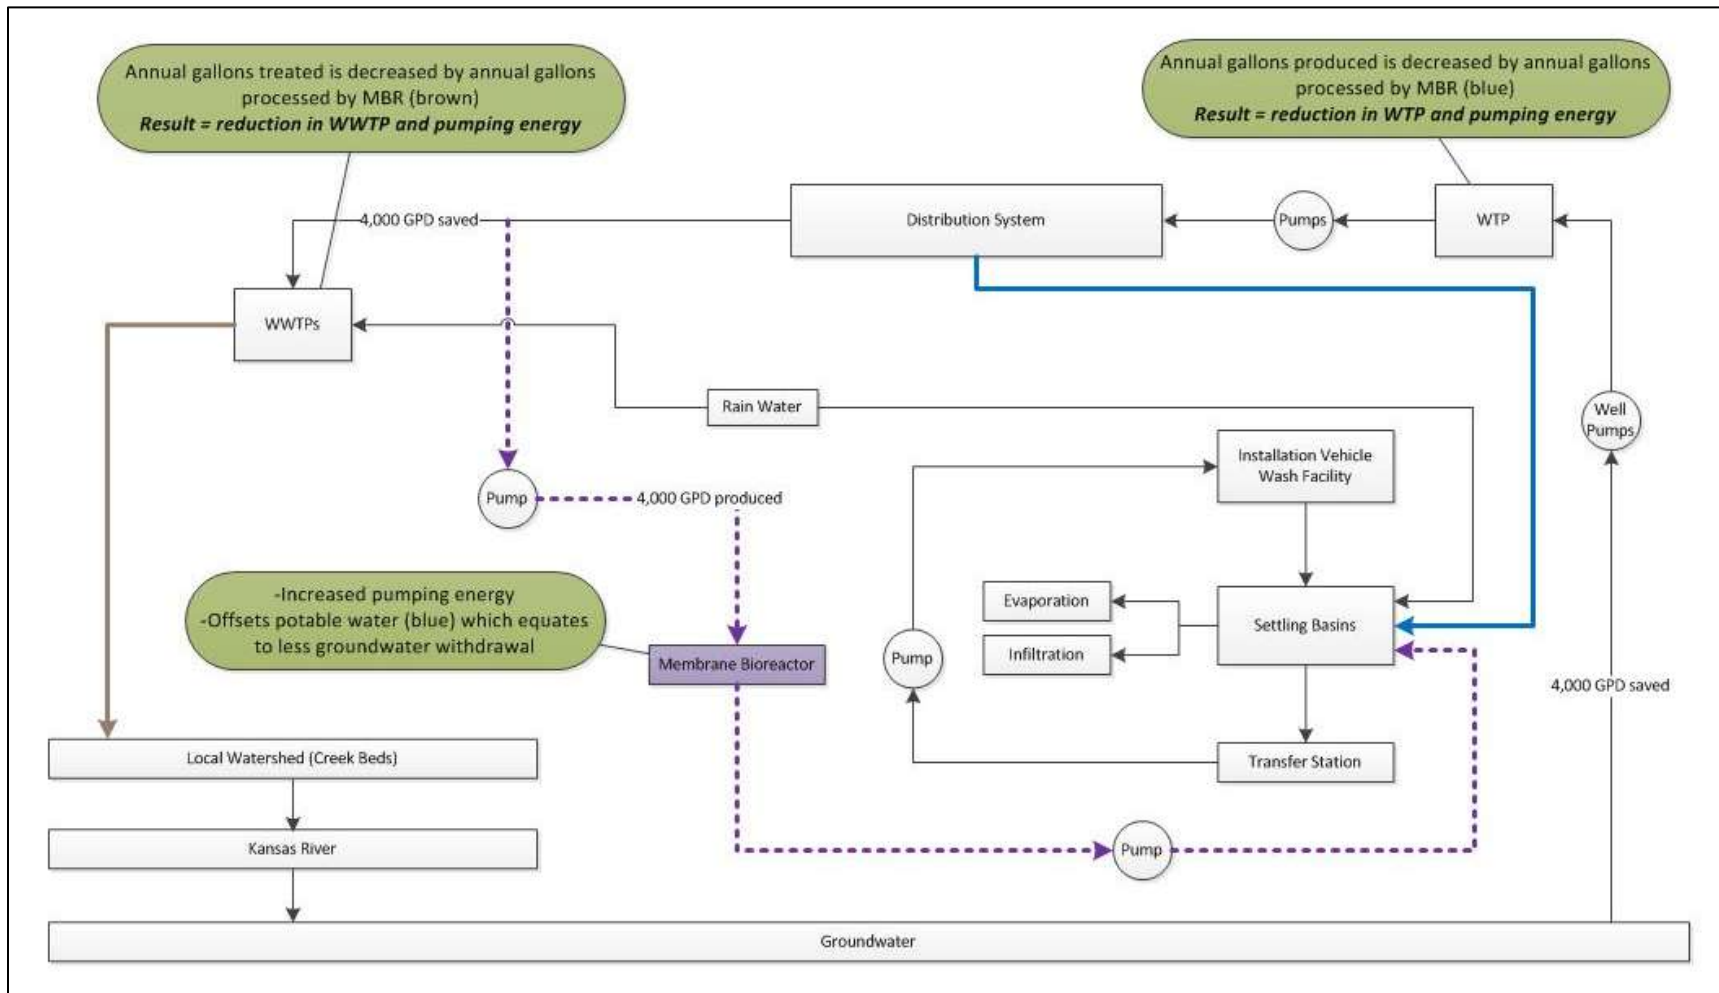 Annual gallons treated is decreased by annual gallons
processed by MBR (brown)
Result = reduction in WWTP and pumping energy
Annual gallons produced is decreased by annual gallons
processed by MBR (blue)
Result = reduction in WTP and pumping energy
4,000 GPD saved
Distribution System
Pumps
WTP
WWTPs
Rain Water
Well
Pumps
Installation Vehicle
Wash Facility
Pump
4,000 GPD produced
-Increased pumping energy
-Offsets potable water (blue) which equates
to less groundwater withdrawal
Membrane Bioreactor
Evaporation
Infiltration
Settling Basins
Pump
4,000 GPD saved
Transfer Station
Local Watershed (Creek Beds)
Kansas River
Pump
Groundwater